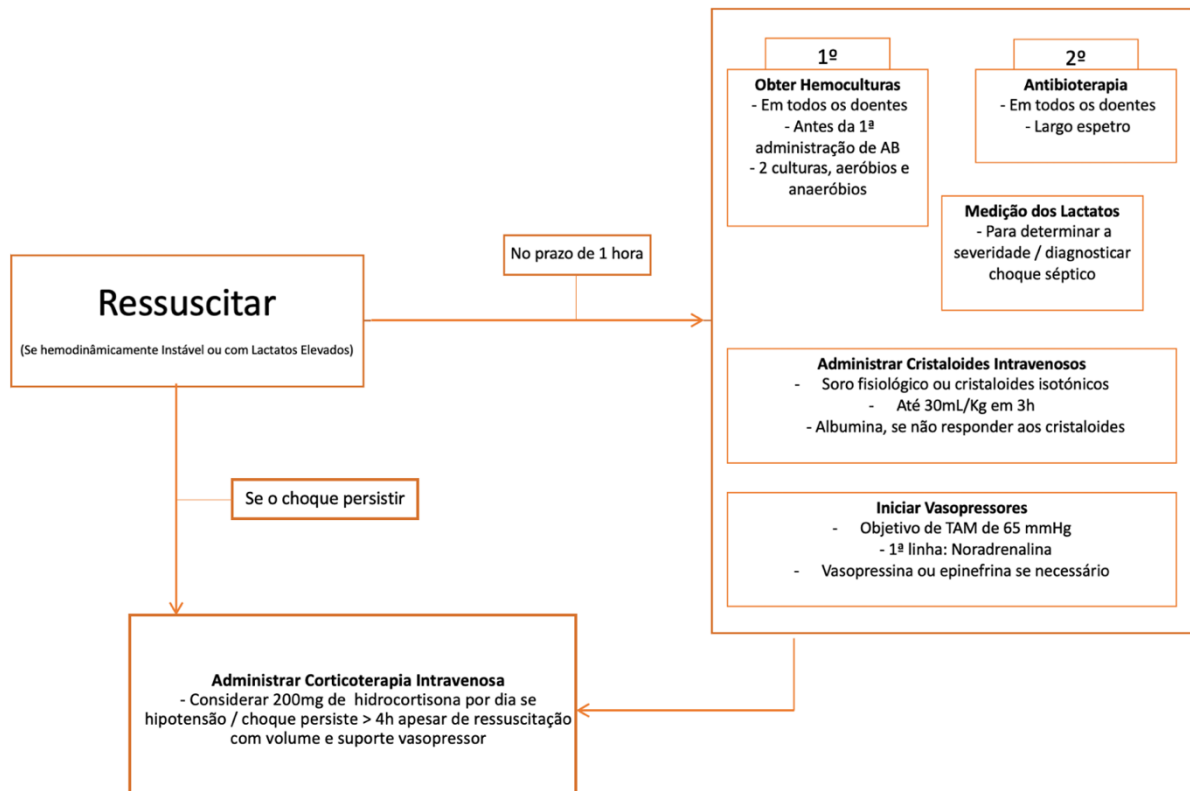 Ressuscitar
(Se hemodinâmicamente Instável ou com Lactatos Elevados)
No prazo de 1 hora
1º
Obter Hemoculturas
- Em todos os doentes
- Antes da 1ª
administração de AB
- 2 culturas, aeróbios e
anaeróbios
2º
Antibioterapia
- Em todos os doentes
- Largo espetro
Medição dos Lactatos
- Para determinar a
severidade / diagnosticar
choque séptico
Administrar Cristaloides Intravenosos
- Soro fisiológico ou cristaloides isotónicos
- Até 30mL/Kg em 3h
- Albumina, se não responder aos cristaloides
Iniciar Vasopressores
- Objetivo de TAM de 65 mmHg
- 1ª linha: Noradrenalina
- Vasopressina ou epinefrina se necessário
Se o choque persistir
Administrar Corticoterapia Intravenosa
- Considerar 200mg de hidrocortisona por dia se
hipotensão / choque persiste > 4h apesar de ressuscitação
com volume e suporte vasopressor